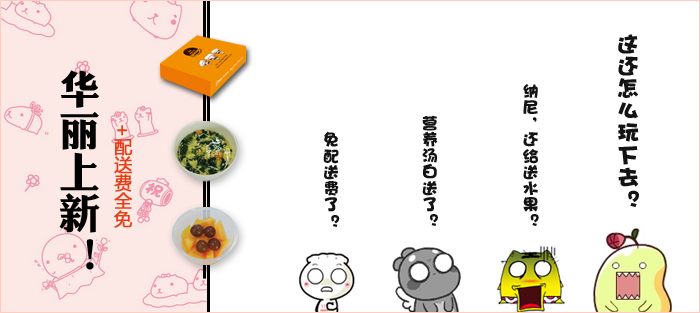 华丽上新！
+配送费全免
祝
免配送费了？
营养汤白送了？
纳尼，还给送水果？
这还怎么玩下去？